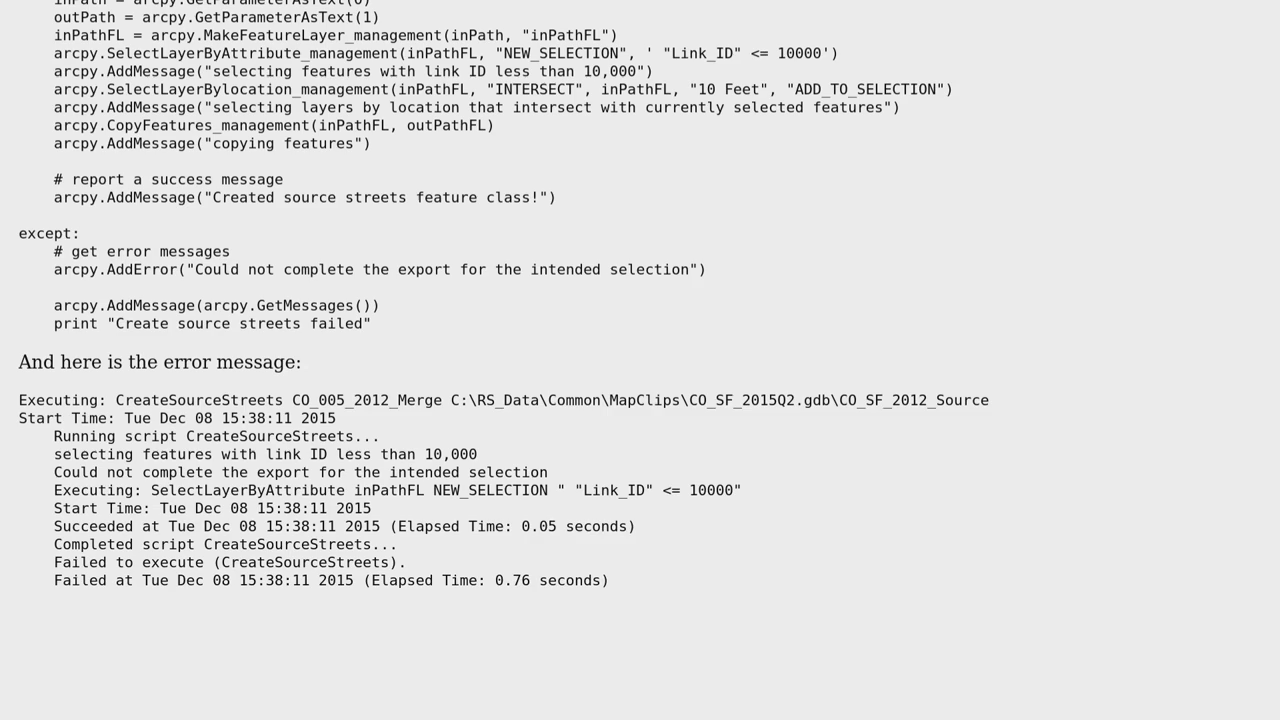 inPath = arcpy.GetParameterAsText(0)
outPath = arcpy.GetParameterAsText(1)
inPathFL = arcpy.MakeFeatureLayer_management(inPath, "inPathFL")
arcpy.SelectLayerByAttribute_management(inPathFL, "NEW_SELECTION", ' "Link_ID" <= 10000')
arcpy.AddMessage("selecting features with link ID less than 10,000")
arcpy.SelectLayerBylocation_management(inPathFL, "INTERSECT", inPathFL, "10 Feet", "ADD_TO_SELECTION")
arcpy.AddMessage("selecting layers by location that intersect with currently selected features")
arcpy.CopyFeatures_management(inPathFL, outPathFL)
arcpy.AddMessage("copying features")
# report a success message
arcpy.AddMessage("Created source streets feature class!")
except:
# get error messages
arcpy.AddError("Could not complete the export for the intended selection")
arcpy.AddMessage(arcpy.GetMessages())
print "Create source streets failed"
And here is the error message:
Executing: CreateSourceStreets CO_005_2012_Merge C:\RS_Data\Common\MapClips\CO_SF_2015Q2.gdb\CO_SF_2012_Source
Start Time: Tue Dec 08 15:38:11 2015
Running script CreateSourceStreets...
selecting features with link ID less than 10,000
Could not complete the export for the intended selection
Executing: SelectLayerByAttribute inPathFL NEW_SELECTION " "Link_ID" <= 10000"
Start Time: Tue Dec 08 15:38:11 2015
Succeeded at Tue Dec 08 15:38:11 2015 (Elapsed Time: 0.05 seconds)
Completed script CreateSourceStreets...
Failed to execute (CreateSourceStreets).
Failed at Tue Dec 08 15:38:11 2015 (Elapsed Time: 0.76 seconds)